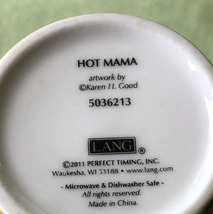 HOT MAMA
artwork by
©Karen H. Good
5036213
LANG
©2011 PERFECT TIMING, INC.
Waukesha, WI 53188 • www.lang.com
- Microwave & Dishwasher Safe -
All rights reserved.
Made in China.